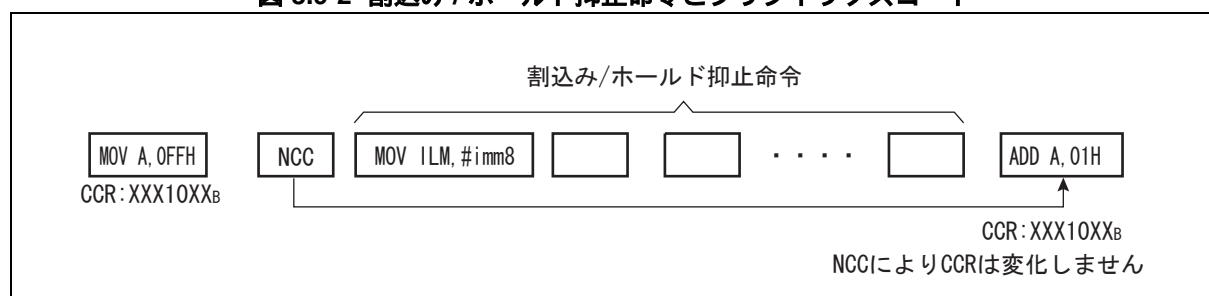 割込み/ホールド抑止命令
MOV A,0FFH
NCC
MOV ILM,#imm8
・・・・
ADD A,01H
CCR:XXX10XXB
CCR:XXX10XXB
NCCによりCCRは変化しません